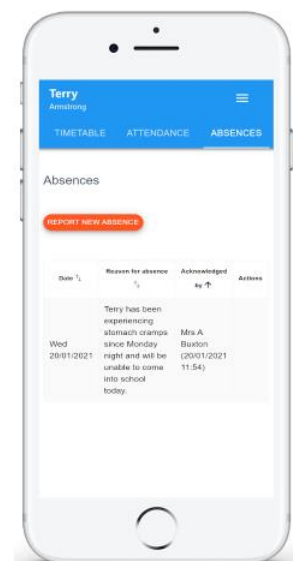 Terry
Armstrong
TIMETABLE ATTENDANCE ABSENCES
Absences
REPORT NEW ABSENCE
Date ↑↓ Reason for absence ↑↓ Acknowledged by ↑ Actions
Wed
20/01/2021
Terry has been
experiencing
stomach cramps
since Monday
night and will be
unable to come
into school
today.
Mrs A
Buxton
(20/01/2021
11:54)